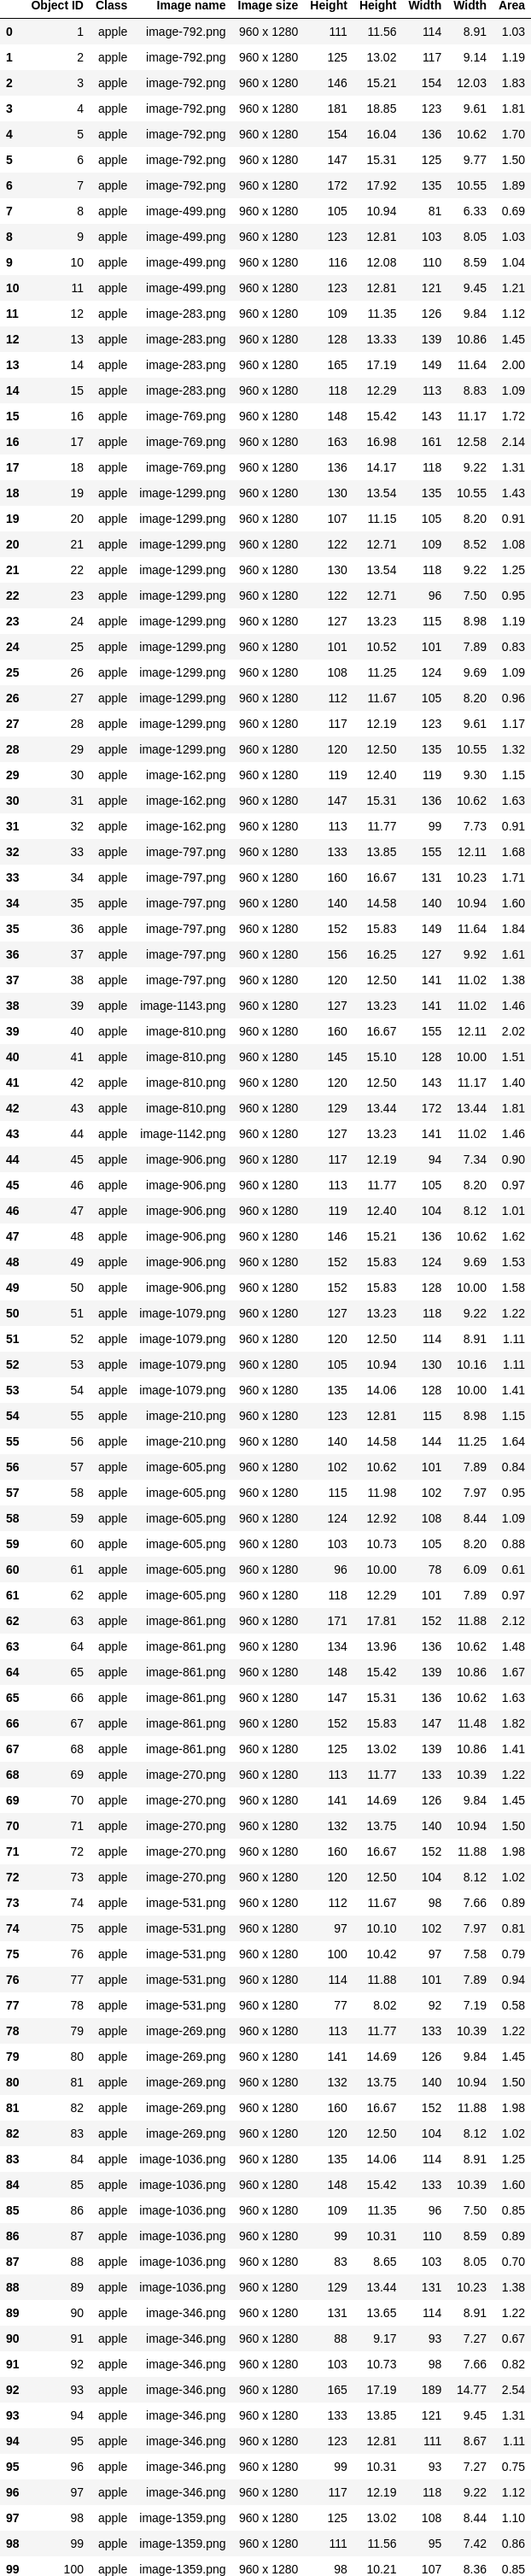 Object ID Class Image name Image size Height Height Width Width Area
0 1 apple image-792.png 960 x 1280 111 11.56 114 8.91 1.03
1 2 apple image-792.png 960 x 1280 125 13.02 117 9.14 1.19
2 3 apple image-792.png 960 x 1280 146 15.21 154 12.03 1.83
3 4 apple image-792.png 960 x 1280 181 18.85 123 9.61 1.81
4 5 apple image-792.png 960 x 1280 154 16.04 136 10.62 1.70
5 6 apple image-792.png 960 x 1280 147 15.31 125 9.77 1.50
6 7 apple image-792.png 960 x 1280 172 17.92 135 10.55 1.89
7 8 apple image-499.png 960 x 1280 105 10.94 81 6.33 0.69
8 9 apple image-499.png 960 x 1280 123 12.81 103 8.05 1.03
9 10 apple image-499.png 960 x 1280 116 12.08 110 8.59 1.04
10 11 apple image-499.png 960 x 1280 123 12.81 121 9.45 1.21
11 12 apple image-283.png 960 x 1280 109 11.35 126 9.84 1.12
12 13 apple image-283.png 960 x 1280 128 13.33 139 10.86 1.45
13 14 apple image-283.png 960 x 1280 165 17.19 149 11.64 2.00
14 15 apple image-283.png 960 x 1280 118 12.29 113 8.83 1.09
15 16 apple image-769.png 960 x 1280 148 15.42 143 11.17 1.72
16 17 apple image-769.png 960 x 1280 163 16.98 161 12.58 2.14
17 18 apple image-769.png 960 x 1280 136 14.17 118 9.22 1.31
18 19 apple image-1299.png 960 x 1280 130 13.54 135 10.55 1.43
19 20 apple image-1299.png 960 x 1280 107 11.15 105 8.20 0.91
20 21 apple image-1299.png 960 x 1280 122 12.71 109 8.52 1.08
21 22 apple image-1299.png 960 x 1280 130 13.54 118 9.22 1.25
22 23 apple image-1299.png 960 x 1280 122 12.71 96 7.50 0.95
23 24 apple image-1299.png 960 x 1280 127 13.23 115 8.98 1.19
24 25 apple image-1299.png 960 x 1280 101 10.52 101 7.89 0.83
25 26 apple image-1299.png 960 x 1280 108 11.25 124 9.69 1.09
26 27 apple image-1299.png 960 x 1280 112 11.67 105 8.20 0.96
27 28 apple image-1299.png 960 x 1280 117 12.19 123 9.61 1.17
28 29 apple image-1299.png 960 x 1280 120 12.50 135 10.55 1.32
29 30 apple image-162.png 960 x 1280 119 12.40 119 9.30 1.15
30 31 apple image-162.png 960 x 1280 147 15.31 136 10.62 1.63
31 32 apple image-162.png 960 x 1280 113 11.77 99 7.73 0.91
32 33 apple image-797.png 960 x 1280 133 13.85 155 12.11 1.68
33 34 apple image-797.png 960 x 1280 160 16.67 131 10.23 1.71
34 35 apple image-797.png 960 x 1280 140 14.58 140 10.94 1.60
35 36 apple image-797.png 960 x 1280 152 15.83 149 11.64 1.84
36 37 apple image-797.png 960 x 1280 156 16.25 127 9.92 1.61
37 38 apple image-797.png 960 x 1280 120 12.50 141 11.02 1.38
38 39 apple image-1143.png 960 x 1280 127 13.23 141 11.02 1.46
39 40 apple image-810.png 960 x 1280 160 16.67 155 12.11 2.02
40 41 apple image-810.png 960 x 1280 145 15.10 128 10.00 1.51
41 42 apple image-810.png 960 x 1280 120 12.50 143 11.17 1.40
42 43 apple image-810.png 960 x 1280 129 13.44 172 13.44 1.81
43 44 apple image-1142.png 960 x 1280 127 13.23 141 11.02 1.46
44 45 apple image-906.png 960 x 1280 117 12.19 94 7.34 0.90
45 46 apple image-906.png 960 x 1280 113 11.77 105 8.20 0.97
46 47 apple image-906.png 960 x 1280 119 12.40 104 8.12 1.01
47 48 apple image-906.png 960 x 1280 146 15.21 136 10.62 1.62
48 49 apple image-906.png 960 x 1280 152 15.83 124 9.69 1.53
49 50 apple image-906.png 960 x 1280 152 15.83 128 10.00 1.58
50 51 apple image-1079.png 960 x 1280 127 13.23 118 9.22 1.22
51 52 apple image-1079.png 960 x 1280 120 12.50 114 8.91 1.11
52 53 apple image-1079.png 960 x 1280 105 10.94 130 10.16 1.11
53 54 apple image-1079.png 960 x 1280 135 14.06 128 10.00 1.41
54 55 apple image-210.png 960 x 1280 123 12.81 115 8.98 1.15
55 56 apple image-210.png 960 x 1280 140 14.58 144 11.25 1.64
56 57 apple image-605.png 960 x 1280 102 10.62 101 7.89 0.84
57 58 apple image-605.png 960 x 1280 115 11.98 102 7.97 0.95
58 59 apple image-605.png 960 x 1280 124 12.92 108 8.44 1.09
59 60 apple image-605.png 960 x 1280 103 10.73 105 8.20 0.88
60 61 apple image-605.png 960 x 1280 96 10.00 78 6.09 0.61
61 62 apple image-605.png 960 x 1280 118 12.29 101 7.89 0.97
62 63 apple image-861.png 960 x 1280 171 17.81 152 11.88 2.12
63 64 apple image-861.png 960 x 1280 134 13.96 136 10.62 1.48
64 65 apple image-861.png 960 x 1280 148 15.42 139 10.86 1.67
65 66 apple image-861.png 960 x 1280 147 15.31 136 10.62 1.63
66 67 apple image-861.png 960 x 1280 152 15.83 147 11.48 1.82
67 68 apple image-861.png 960 x 1280 125 13.02 139 10.86 1.41
68 69 apple image-270.png 960 x 1280 113 11.77 133 10.39 1.22
69 70 apple image-270.png 960 x 1280 141 14.69 126 9.84 1.45
70 71 apple image-270.png 960 x 1280 132 13.75 140 10.94 1.50
71 72 apple image-270.png 960 x 1280 160 16.67 152 11.88 1.98
72 73 apple image-270.png 960 x 1280 120 12.50 104 8.12 1.02
73 74 apple image-531.png 960 x 1280 112 11.67 98 7.66 0.89
74 75 apple image-531.png 960 x 1280 97 10.10 102 7.97 0.81
75 76 apple image-531.png 960 x 1280 100 10.42 97 7.58 0.79
76 77 apple image-531.png 960 x 1280 114 11.88 101 7.89 0.94
77 78 apple image-531.png 960 x 1280 77 8.02 92 7.19 0.58
78 79 apple image-269.png 960 x 1280 113 11.77 133 10.39 1.22
79 80 apple image-269.png 960 x 1280 141 14.69 126 9.84 1.45
80 81 apple image-269.png 960 x 1280 132 13.75 140 10.94 1.50
81 82 apple image-269.png 960 x 1280 160 16.67 152 11.88 1.98
82 83 apple image-269.png 960 x 1280 120 12.50 104 8.12 1.02
83 84 apple image-1036.png 960 x 1280 135 14.06 114 8.91 1.25
84 85 apple image-1036.png 960 x 1280 148 15.42 133 10.39 1.60
85 86 apple image-1036.png 960 x 1280 109 11.35 96 7.50 0.85
86 87 apple image-1036.png 960 x 1280 99 10.31 110 8.59 0.89
87 88 apple image-1036.png 960 x 1280 83 8.65 103 8.05 0.70
88 89 apple image-1036.png 960 x 1280 129 13.44 131 10.23 1.38
89 90 apple image-346.png 960 x 1280 131 13.65 114 8.91 1.22
90 91 apple image-346.png 960 x 1280 88 9.17 93 7.27 0.67
91 92 apple image-346.png 960 x 1280 103 10.73 98 7.66 0.82
92 93 apple image-346.png 960 x 1280 165 17.19 189 14.77 2.54
93 94 apple image-346.png 960 x 1280 133 13.85 121 9.45 1.31
94 95 apple image-346.png 960 x 1280 123 12.81 111 8.67 1.11
95 96 apple image-346.png 960 x 1280 99 10.31 93 7.27 0.75
96 97 apple image-346.png 960 x 1280 117 12.19 118 9.22 1.12
97 98 apple image-1359.png 960 x 1280 125 13.02 108 8.44 1.10
98 99 apple image-1359.png 960 x 1280 111 11.56 95 7.42 0.86
99 100 apple image-1359.png 960 x 1280 98 10.21 107 8.36 0.85